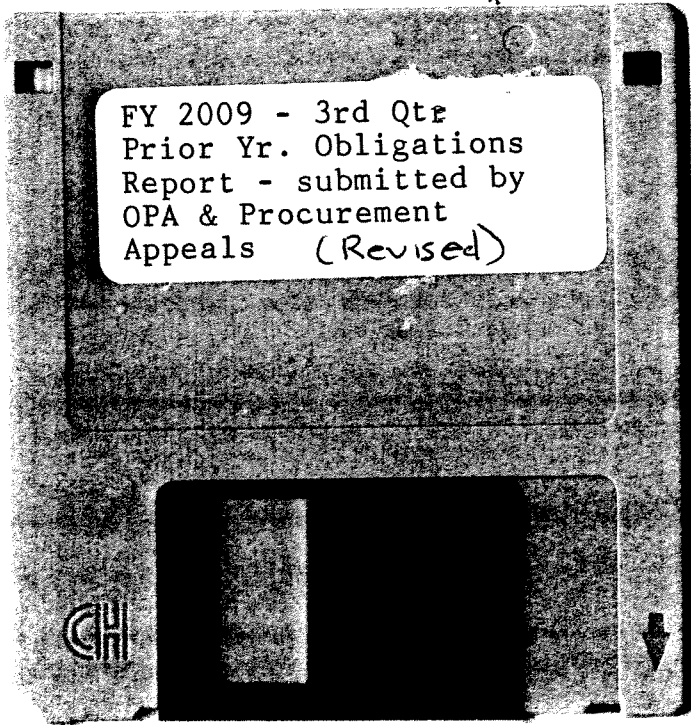 FY 2009 - 3rd Qtr
Prior Yr. Obligations
Report - submitted by
OPA & Procurement
Appeals (Revised)